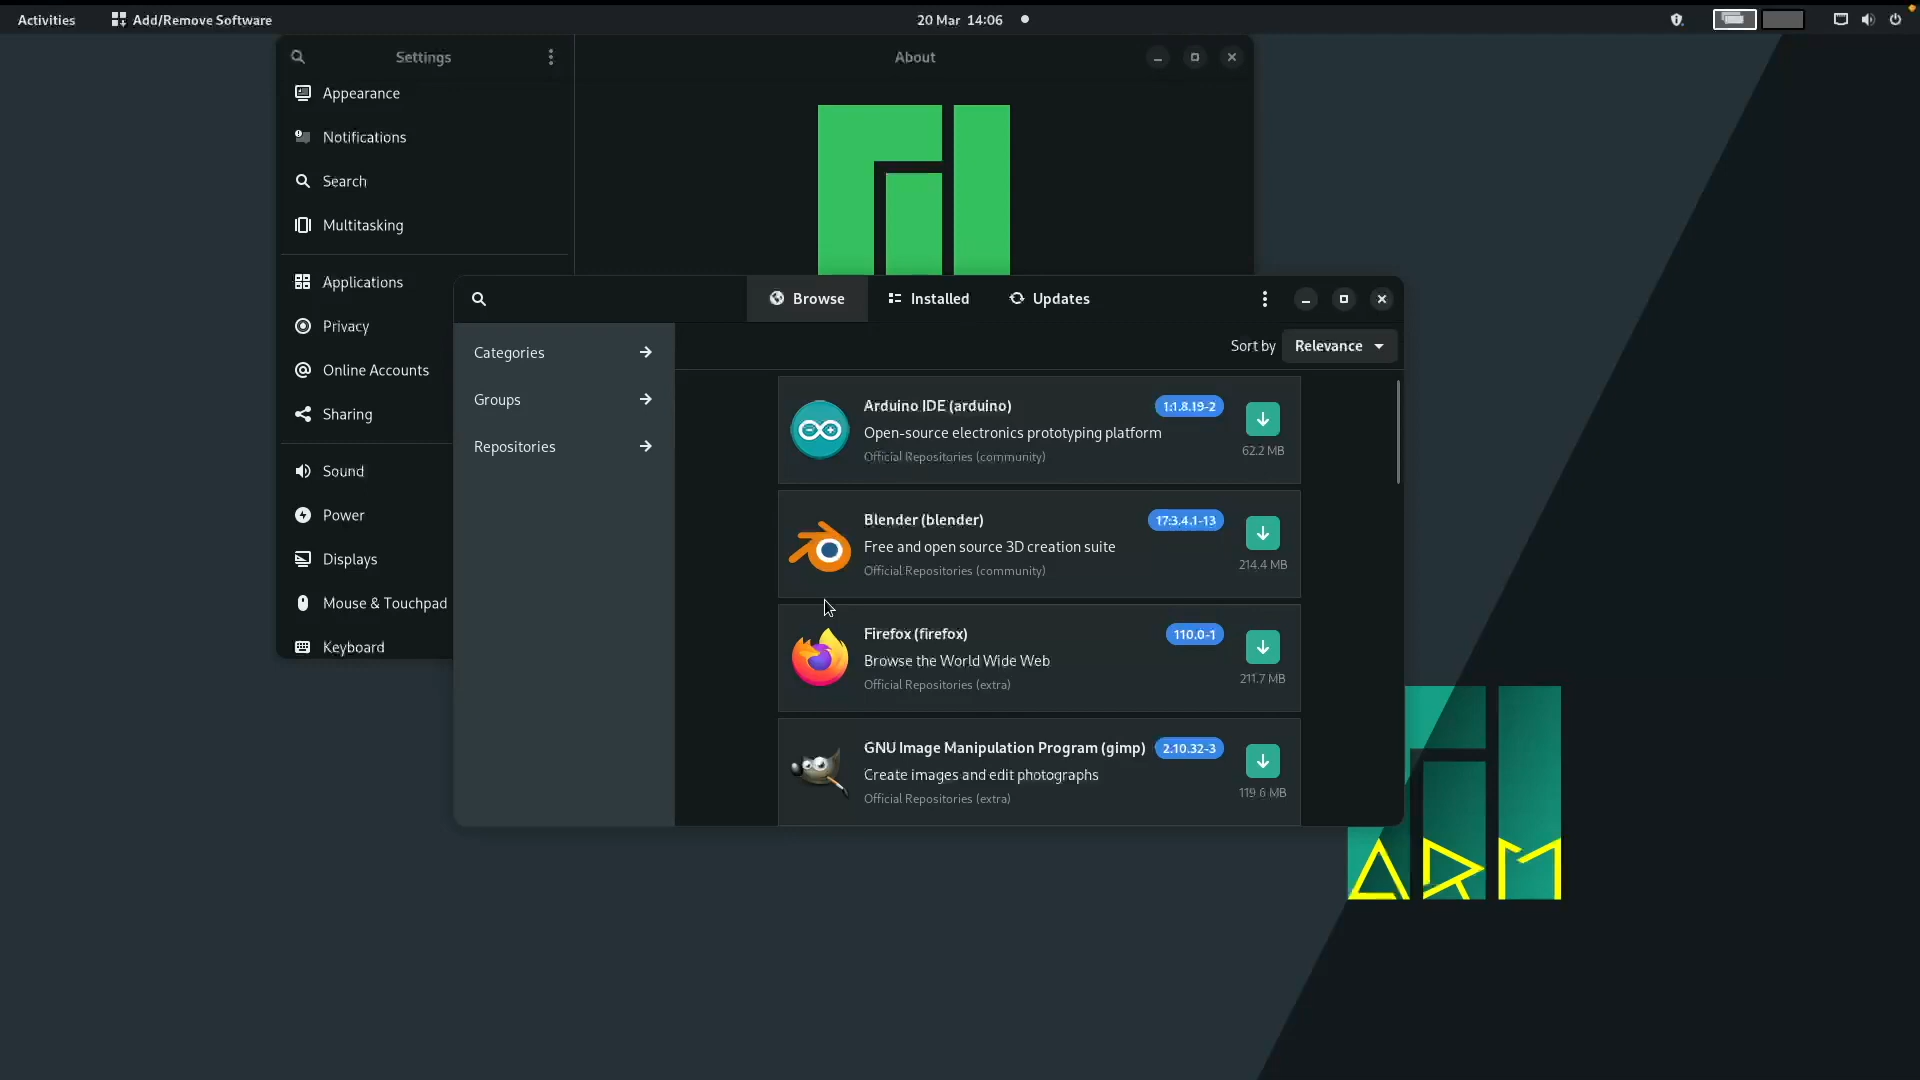 Activities
Add/Remove Software
20 Mar 14:06
Settings
About
Appearance
Notifications
Search
Multitasking
Applications
Privacy
Online Accounts
Sharing
Sound
Power
Displays
Mouse & Touchpad
Keyboard
Browse
Installed
Updates
Categories
Groups
Repositories
Sort by
Relevance
Arduino IDE (arduino)
1:1.8.19-2
Open-source electronics prototyping platform
Official Repositories (community)
62.2 MB
Blender (blender)
17:3.4.1-13
Free and open source 3D creation suite
Official Repositories (community)
214.4 MB
Firefox (firefox)
110.0-1
Browse the World Wide Web
Official Repositories (extra)
211.7 MB
GNU Image Manipulation Program (gimp)
2.10.32-3
Create images and edit photographs
Official Repositories (extra)
119.6 MB
ARM